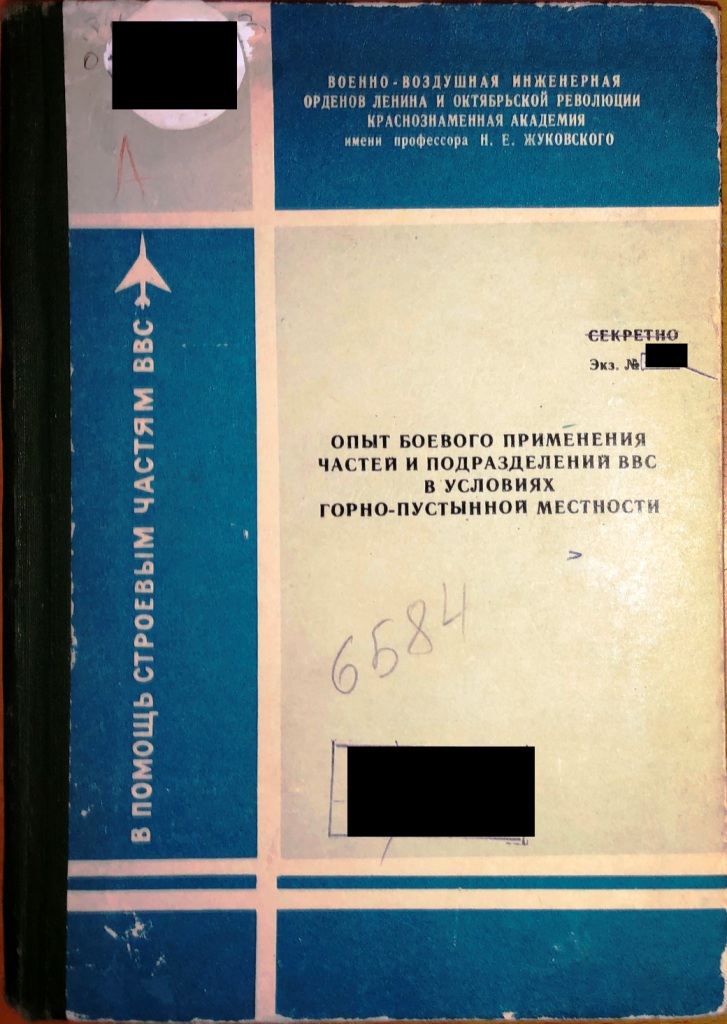 А
ВОЕННО-ВОЗДУШНАЯ ИНЖЕНЕРНАЯ
ОРДЕНОВ ЛЕНИНА И ОКТЯБРЬСКОЙ РЕВОЛЮЦИИ
КРАСНОЗНАМЕННАЯ АКАДЕМИЯ
имени профессора Н. Е. ЖУКОВСКОГО
СЕКРЕТНО
Экз. №
ОПЫТ БОЕВОГО ПРИМЕНЕНИЯ
ЧАСТЕЙ И ПОДРАЗДЕЛЕНИЙ ВВС
В УСЛОВИЯХ
ГОРНО-ПУСТЫННОЙ МЕСТНОСТИ
6584
В ПОМОЩЬ СТРОЕВЫМ ЧАСТЯМ ВВС